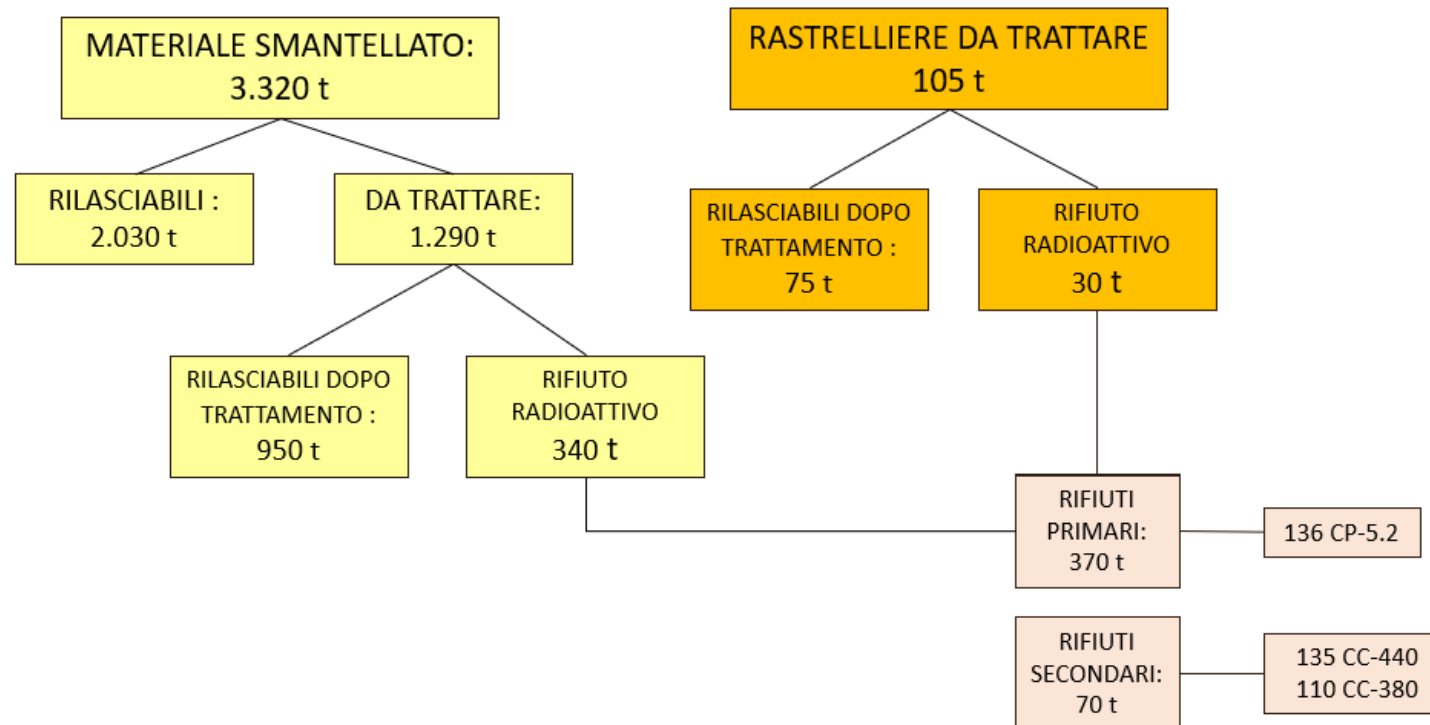 MATERIALE SMANTELLATO:
3.320 t
RASTRELLIERE DA TRATTARE
105 t
RILASCIABILI :
2.030 t
DA TRATTARE:
1.290 t
RILASCIABILI DOPO
TRATTAMENTO :
75 t
RIFIUTO
RADIOATTIVO
30 t
RILASCIABILI DOPO
TRATTAMENTO :
950 t
RIFIUTO
RADIOATTIVO
340 t
RIFIUTI
PRIMARI:
370 t
136 CP-5.2
RIFIUTI
SECONDARI:
70 t
135 CC-440
110 CC-380